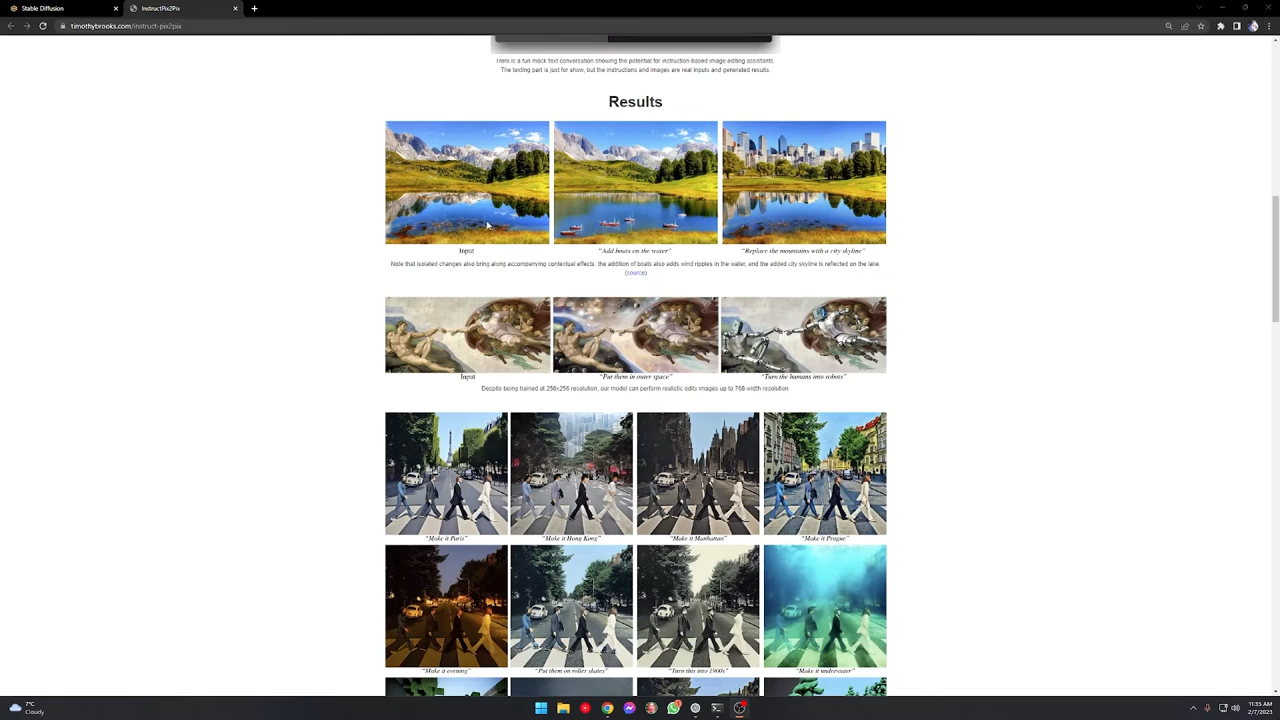 Stable Diffusion
InstructPix2Pix
timothybrooks.com/instruct-pix2pix
Here is a fun mock text conversation showing the potential for instruction-based image editing assistants.
The texting part is just for show, but the instructions and images are real inputs and generated results.
Results
Input
"Add boats on the water"
"Replace the mountains with a city skyline"
Note that isolated changes also bring along accompanying contextual effects: the addition of boats also adds wind ripples in the water, and the added city skyline is reflected on the lake.
(source)
Input
"Put them in outer space"
"Turn the humans into robots"
Despite being trained at 256x256 resolution, our model can perform realistic edits images up to 768-width resolution.
"Make it Paris"
"Make it Hong Kong"
"Make it Manhattan"
"Make it Prague"
"Make it evening"
"Put them on roller skates"
"Turn this into 1900s"
"Make it underwater"
7°C
Cloudy
11:35 AM
2/7/2023